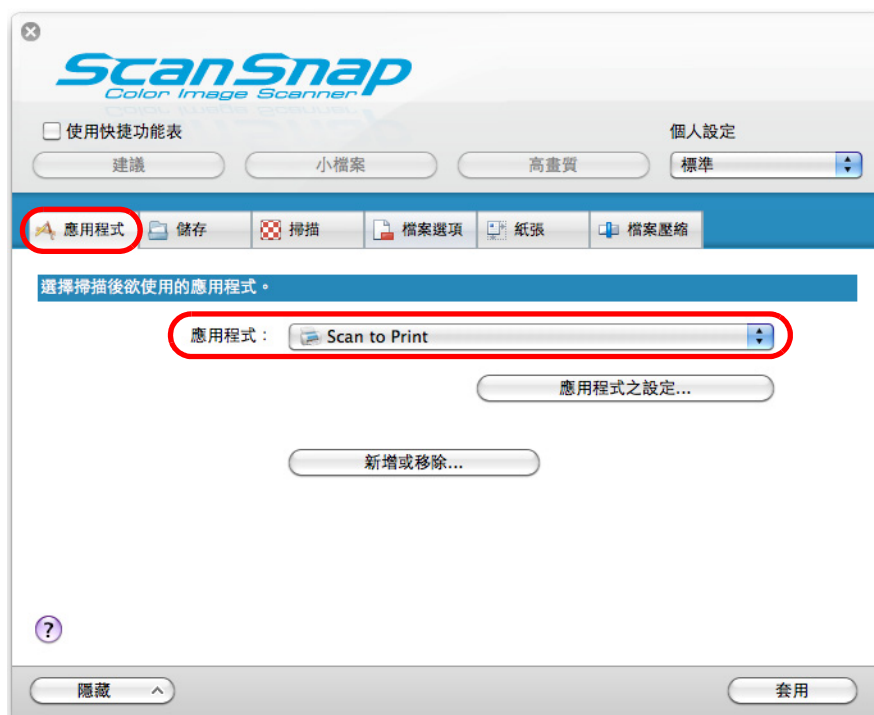 ScanSnap
Color Image Scanner
使用快捷功能表
個人設定
建議 小檔案 高畫質 標準
應用程式 儲存 掃描 檔案選項 紙張 檔案壓縮
選擇掃描後欲使用的應用程式。
應用程式： Scan to Print
應用程式之設定...
新增或移除...
?
隱藏 套用